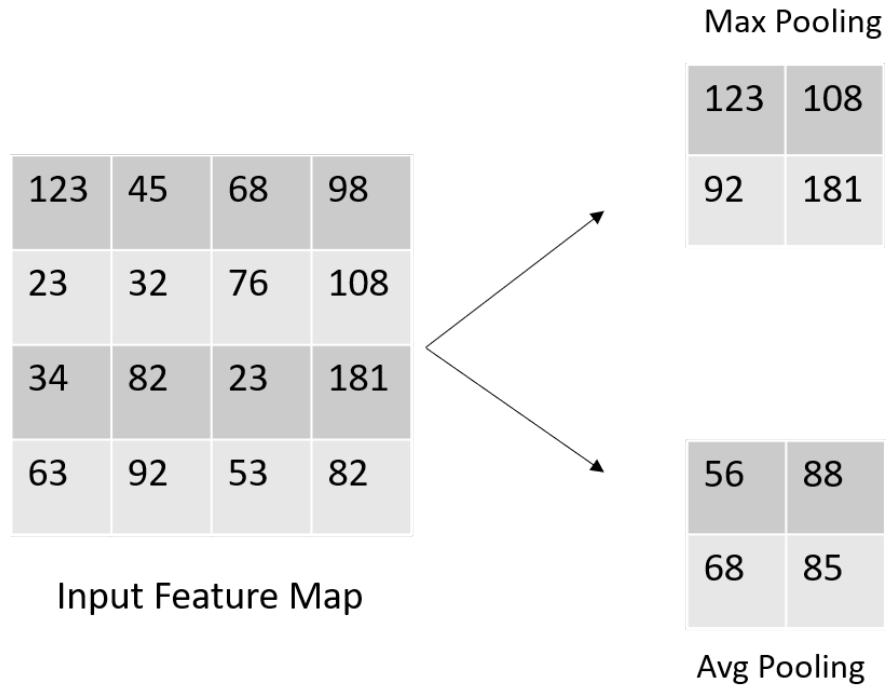 Max Pooling
123 108
92 181
123 45 68 98
23 32 76 108
34 82 23 181
63 92 53 82
Input Feature Map
56 88
68 85
Avg Pooling